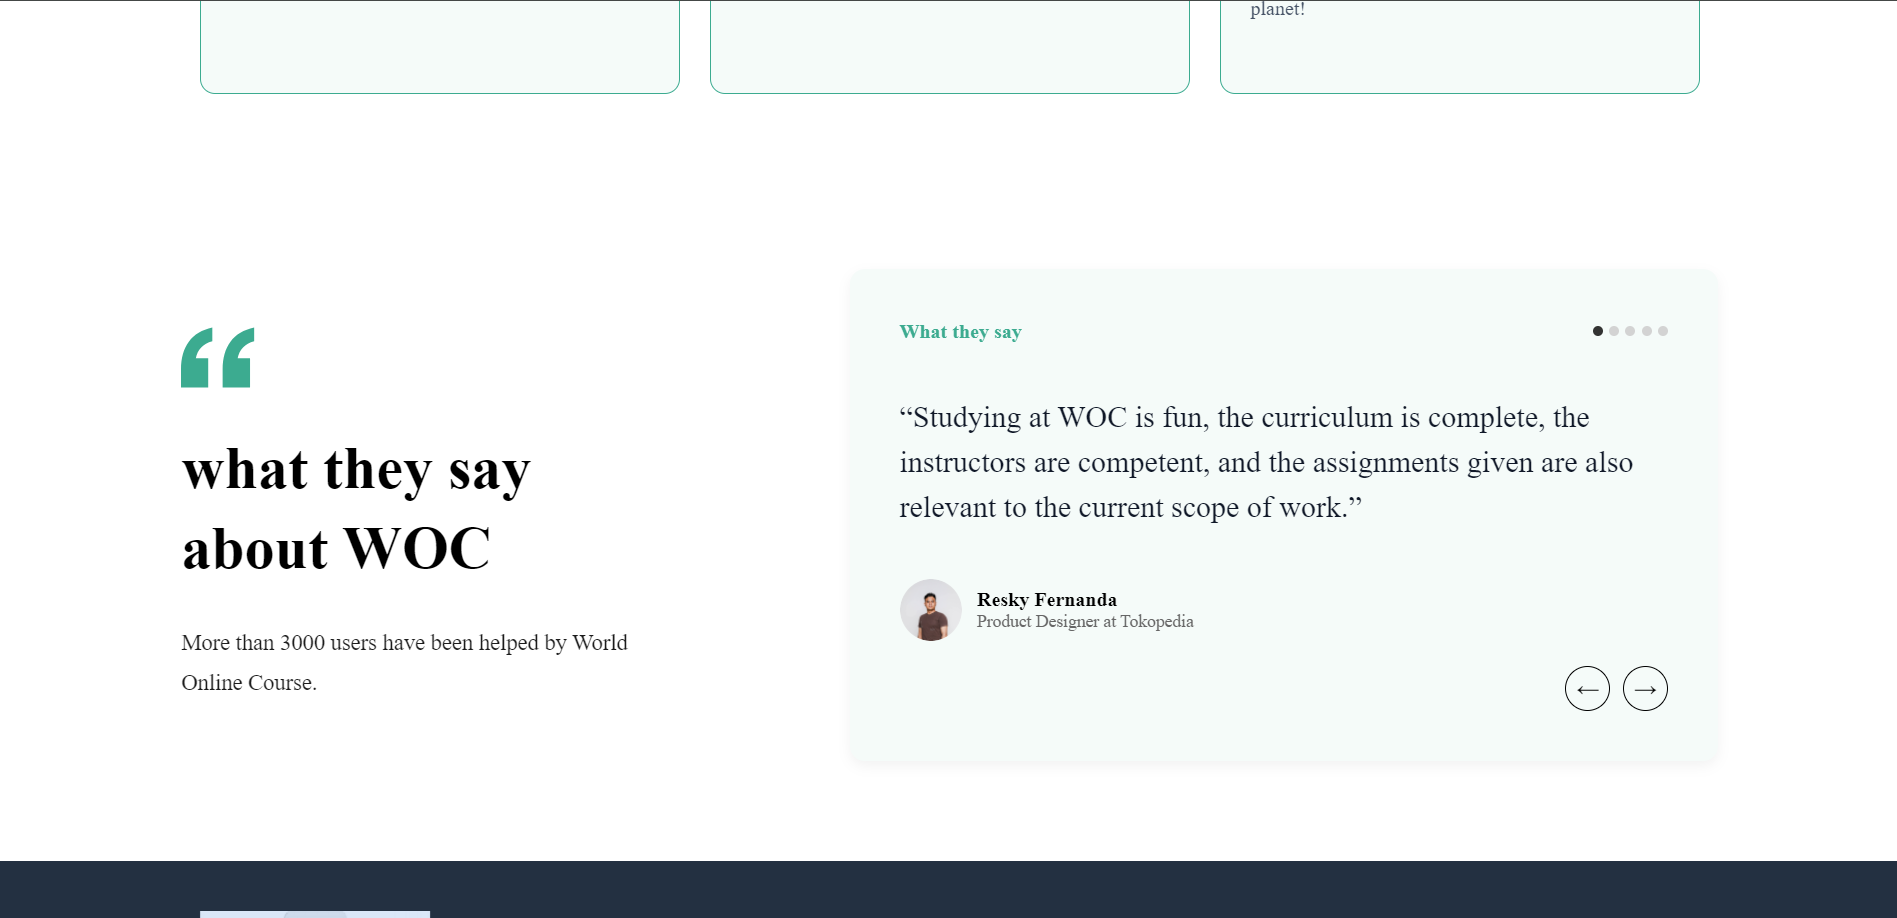 planet!
what they say
about WOC
More than 3000 users have been helped by World
Online Course.
What they say
“Studying at WOC is fun, the curriculum is complete, the
instructors are competent, and the assignments given are also
relevant to the current scope of work.”
Resky Fernanda
Product Designer at Tokopedia